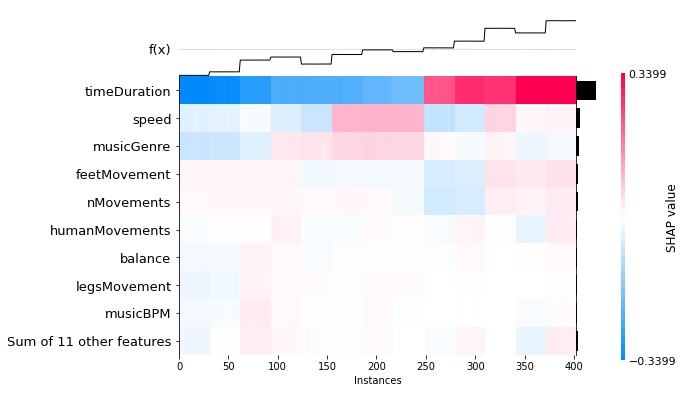 f(x)
timeDuration
speed
musicGenre
feetMovement
nMovements
humanMovements
balance
legsMovement
musicBPM
Sum of 11 other features
0 50 100 150 200 250 300 350 400
Instances
0.3399
SHAP value
−0.3399